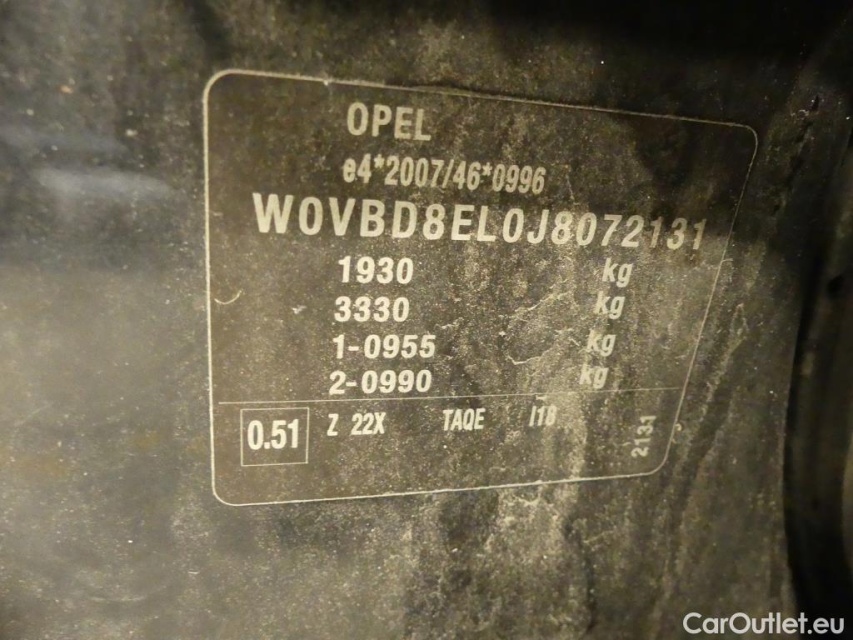 OPEL
e4*2007/46*0996
W0VBD8EL0J8072131
1930 kg
3330 kg
1-0955 kg
2-0990 kg
0.51 Z 22X TAQE I18 2131
CarOutlet.eu